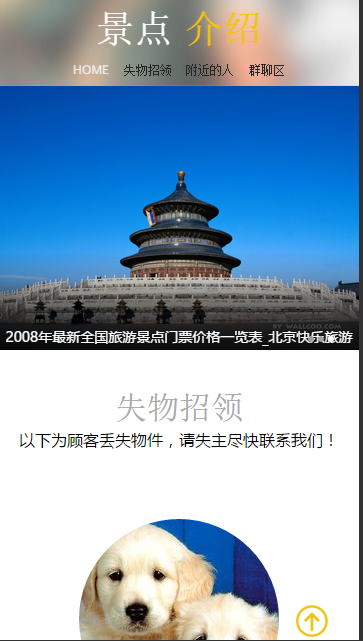 景点 介绍
HOME 失物招领 附近的人 群聊区
BY WALLCOO.COM
2008年最新全国旅游景点门票价格一览表_北京快乐旅游
失物招领
以下为顾客丢失物件，请失主尽快联系我们！